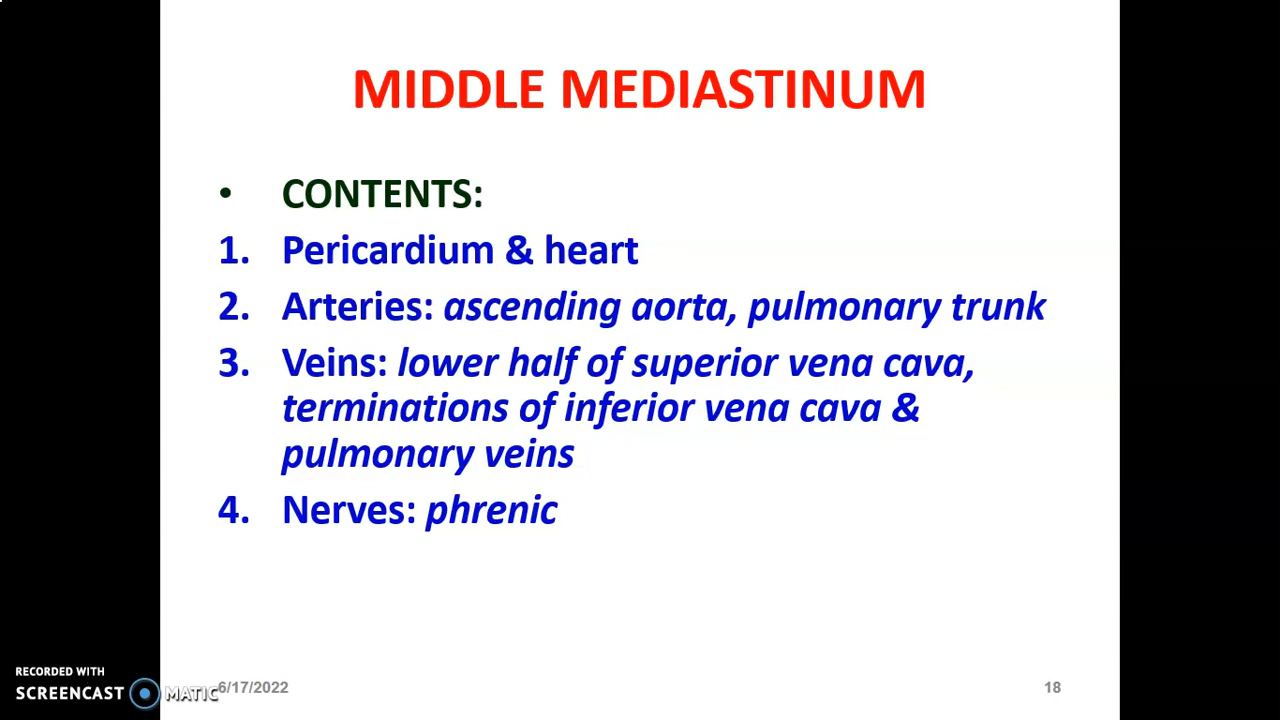 MIDDLE MEDIASTINUM
• CONTENTS:
1. Pericardium & heart
2. Arteries: ascending aorta, pulmonary trunk
3. Veins: lower half of superior vena cava,
terminations of inferior vena cava &
pulmonary veins
4. Nerves: phrenic
RECORDED WITH
SCREENCAST MATIC
6/17/2022
18